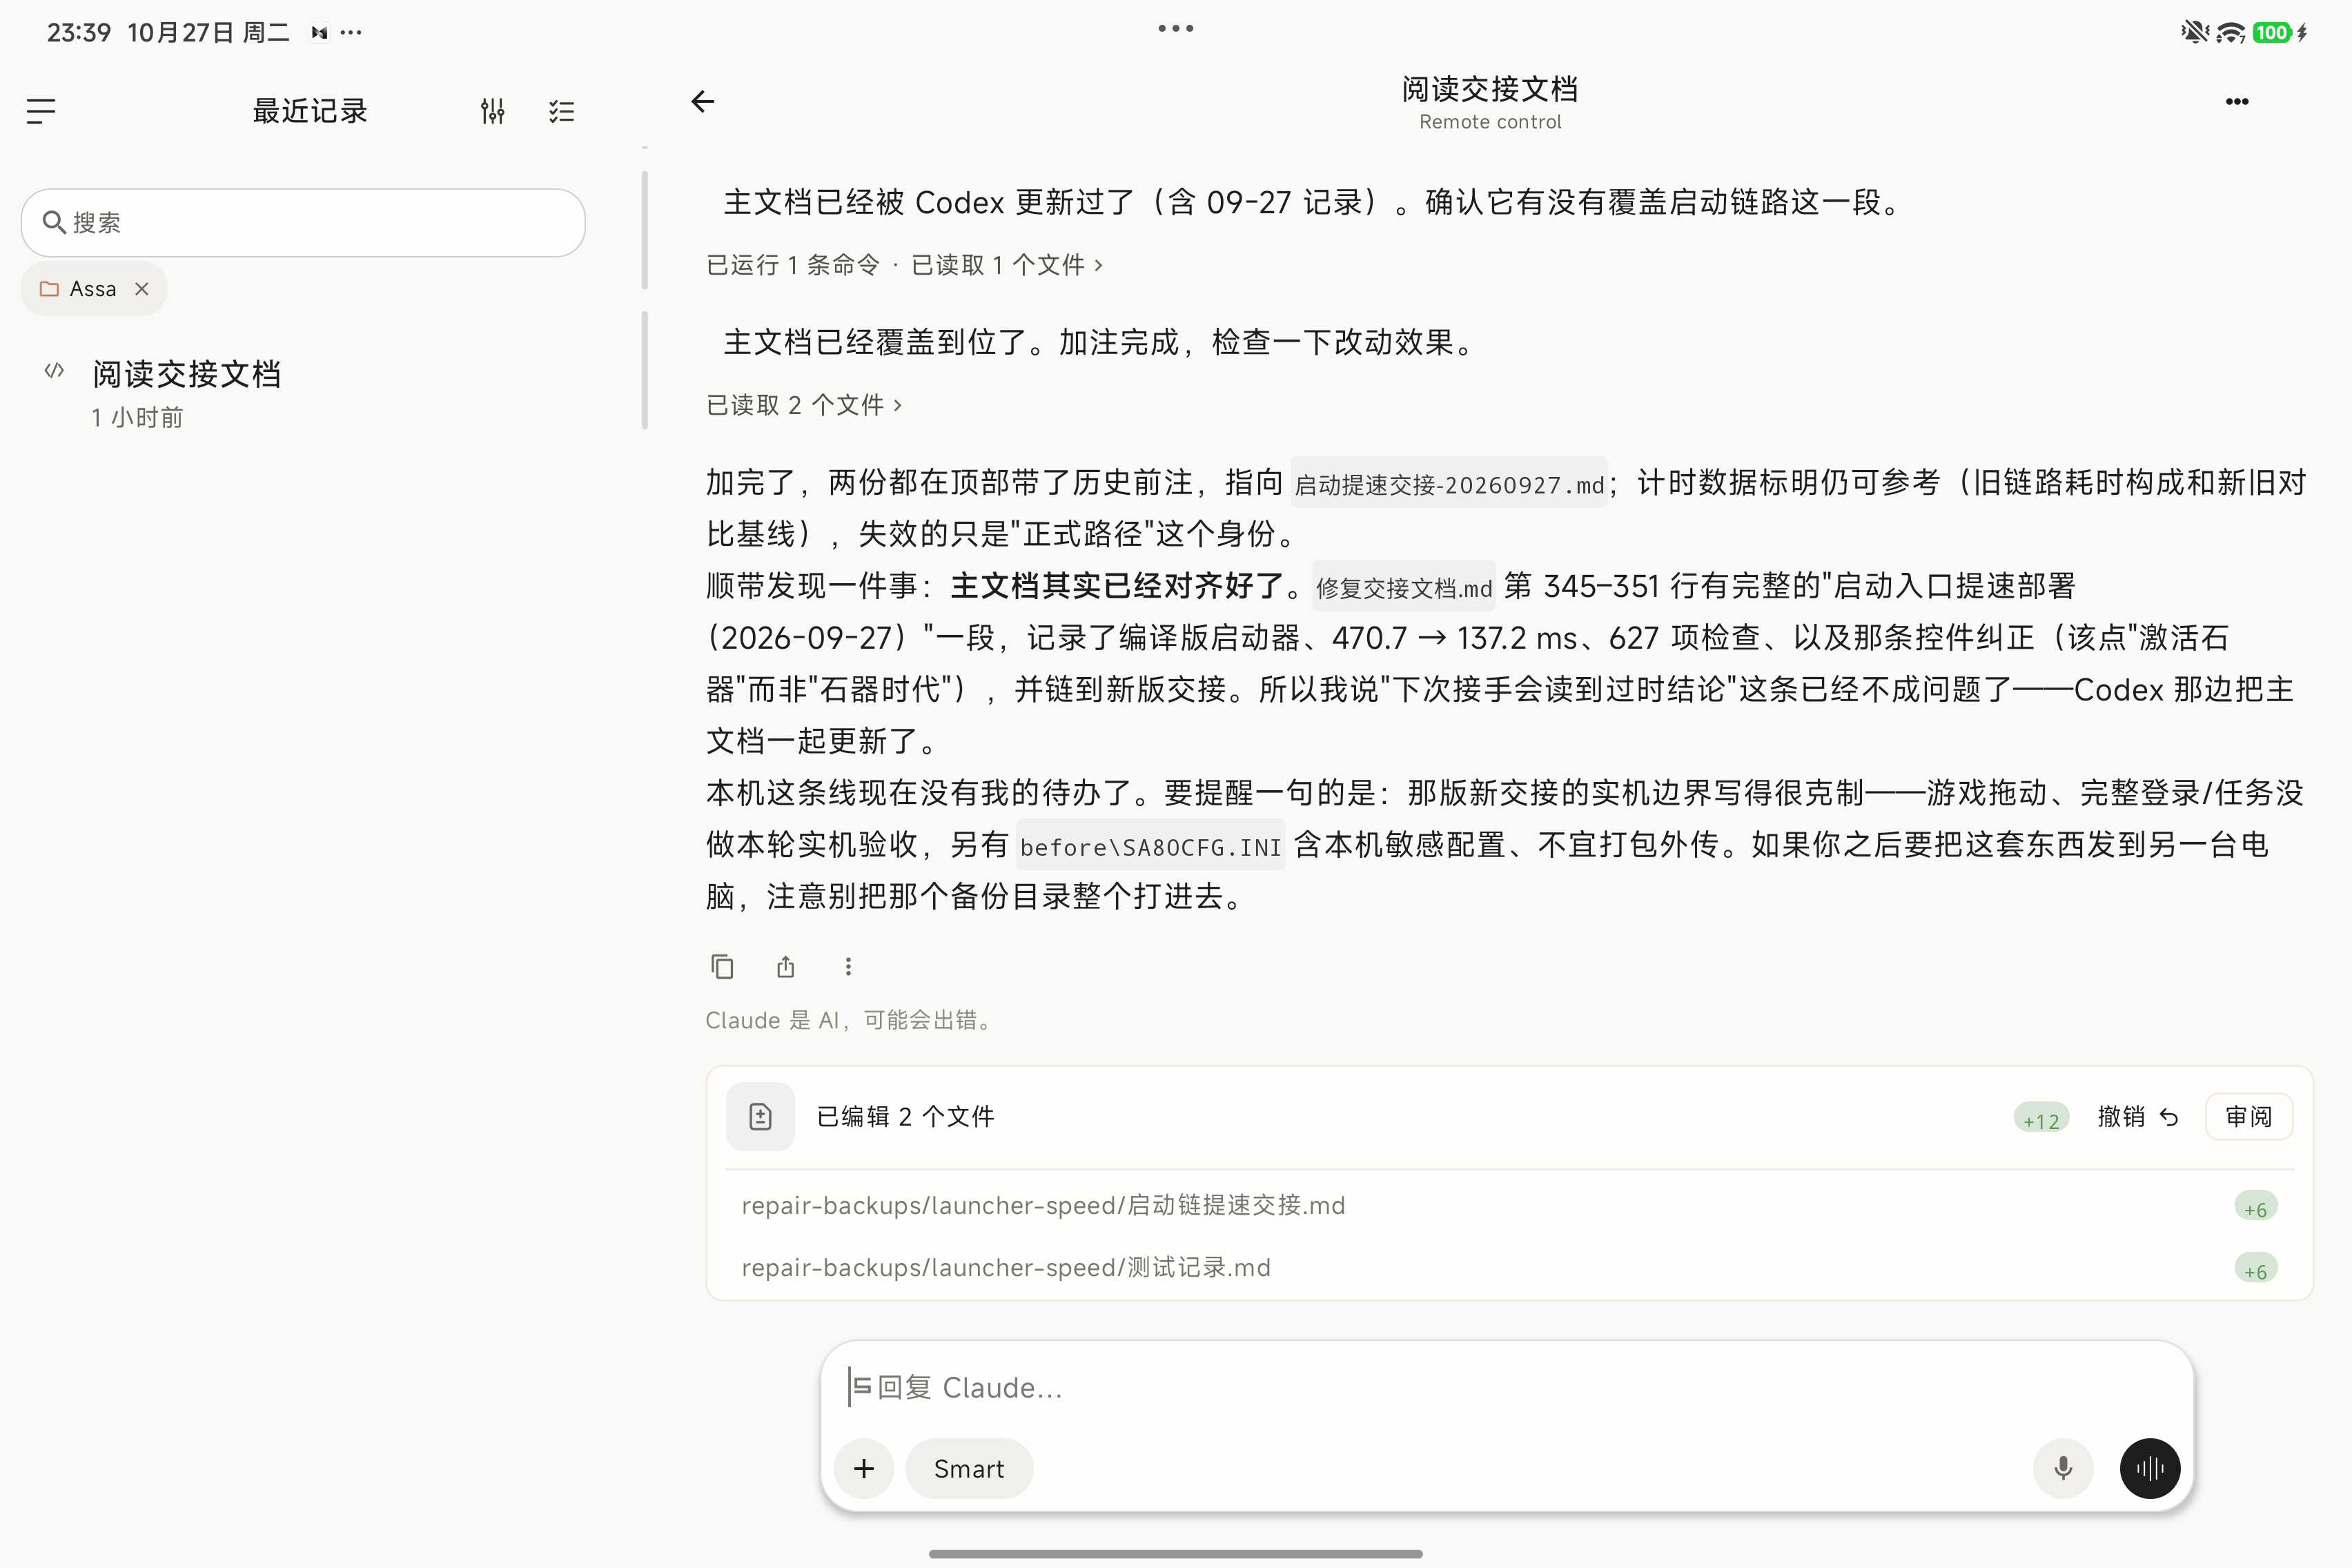 23:39 10月27日 周二
100
最近记录
搜索
Assa
阅读交接文档
1 小时前
阅读交接文档
Remote control
主文档已经被 Codex 更新过了（含 09-27 记录）。确认它有没有覆盖启动链路这一段。
已运行 1 条命令 · 已读取 1 个文件
主文档已经覆盖到位了。加注完成，检查一下改动效果。
已读取 2 个文件
加完了，两份都在顶部带了历史前注，指向 启动提速交接-20260927.md；计时数据标明仍可参考（旧链路耗时构成和新旧对
比基线），失效的只是"正式路径"这个身份。
顺带发现一件事：主文档其实已经对齐好了。修复交接文档.md 第 345–351 行有完整的"启动入口提速部署
（2026-09-27）"一段，记录了编译版启动器、470.7 → 137.2 ms、627 项检查、以及那条控件纠正（该点"激活石
器"而非"石器时代"），并链到新版交接。所以我说"下次接手会读到过时结论"这条已经不成问题了——Codex 那边把主
文档一起更新了。
本机这条线现在没有我的待办了。要提醒一句的是：那版新交接的实机边界写得很克制——游戏拖动、完整登录/任务没
做本轮实机验收，另有 before\SA80CFG.INI 含本机敏感配置、不宜打包外传。如果你之后要把这套东西发到另一台电
脑，注意别把那个备份目录整个打进去。
Claude 是 AI，可能会出错。
已编辑 2 个文件 +12 撤销 审阅
repair-backups/launcher-speed/启动链提速交接.md +6
repair-backups/launcher-speed/测试记录.md +6
回复 Claude...
Smart